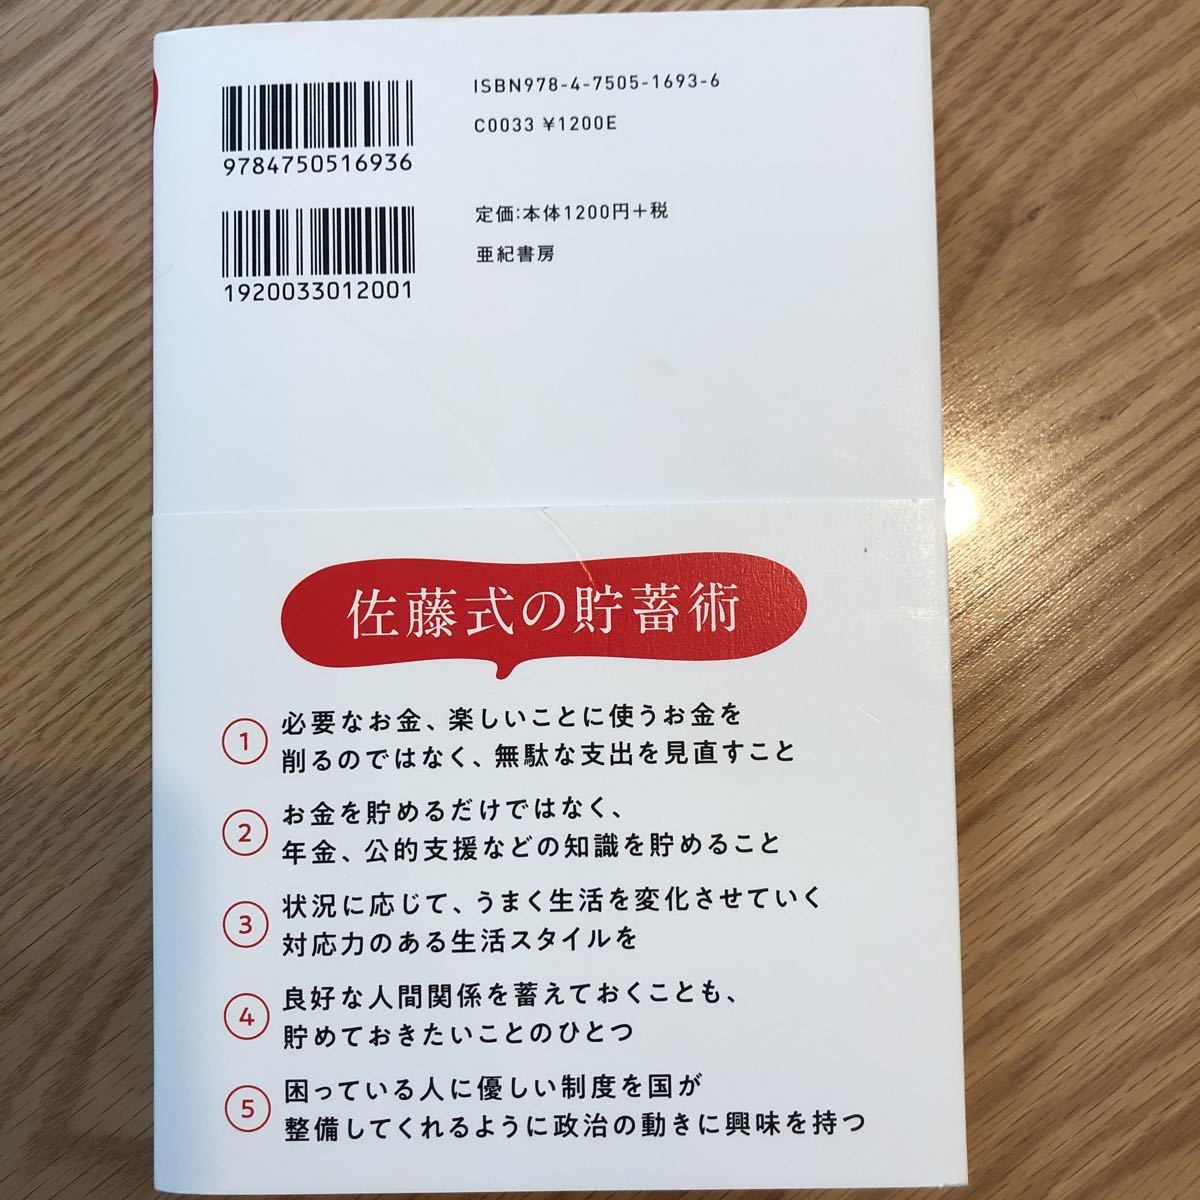 9784750516936
ISBN978-4-7505-1693-6
C0033 ¥1200E
1920033012001
定価:本体1200円+税
亜紀書房
佐藤式の貯蓄術
1 必要なお金、楽しいことに使うお金を
削るのではなく、無駄な支出を見直すこと
2 お金を貯めるだけではなく、
年金、公的支援などの知識を貯めること
3 状況に応じて、うまく生活を変化させていく
対応力のある生活スタイルを
4 良好な人間関係を蓄えておくことも、
貯めておきたいことのひとつ
5 困っている人に優しい制度を国が
整備してくれるように政治の動きに興味を持つ